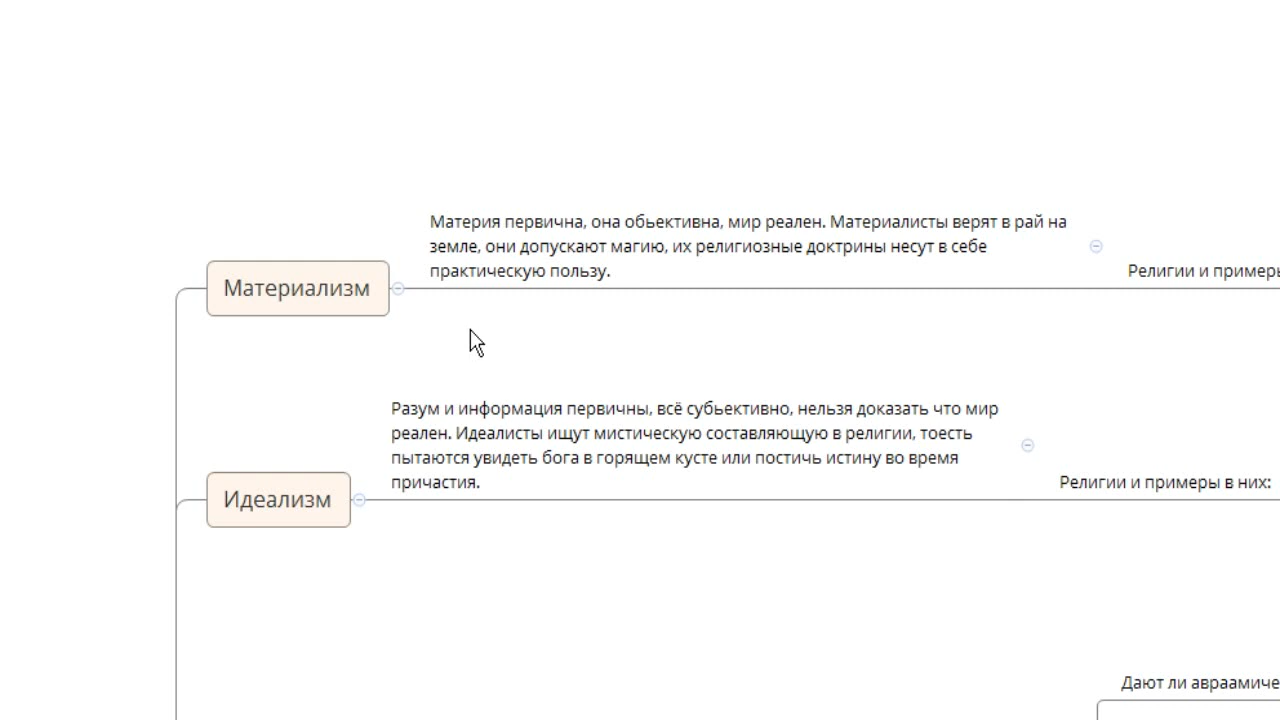 Материя первична, она обьективна, мир реален. Материалисты верят в рай на
земле, они допускают магию, их религиозные доктрины несут в себе
практическую пользу.
Религии и примеры
Материализм
Разум и информация первичны, всё субьективно, нельзя доказать что мир
реален. Идеалисты ищут мистическую составляющую в религии, тоесть
пытаются увидеть бога в горящем кусте или постичь истину во время
причастия.
Религии и примеры в них:
Идеализм
Дают ли авраамиче